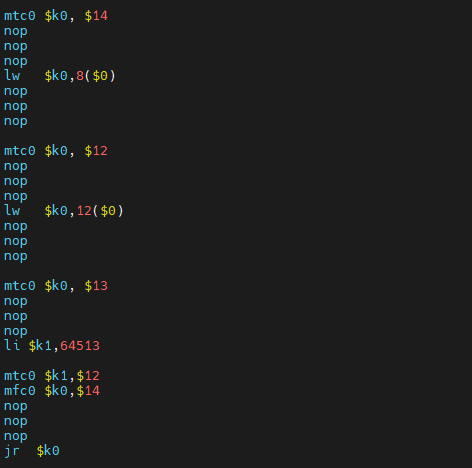 mtc0 $k0, $14
nop
nop
nop
lw   $k0,8($0)
nop
nop
nop
mtc0 $k0, $12
nop
nop
nop
lw   $k0,12($0)
nop
nop
nop
mtc0 $k0, $13
nop
nop
nop
li $k1,64513
mtc0 $k1,$12
mfc0 $k0,$14
nop
nop
nop
jr  $k0